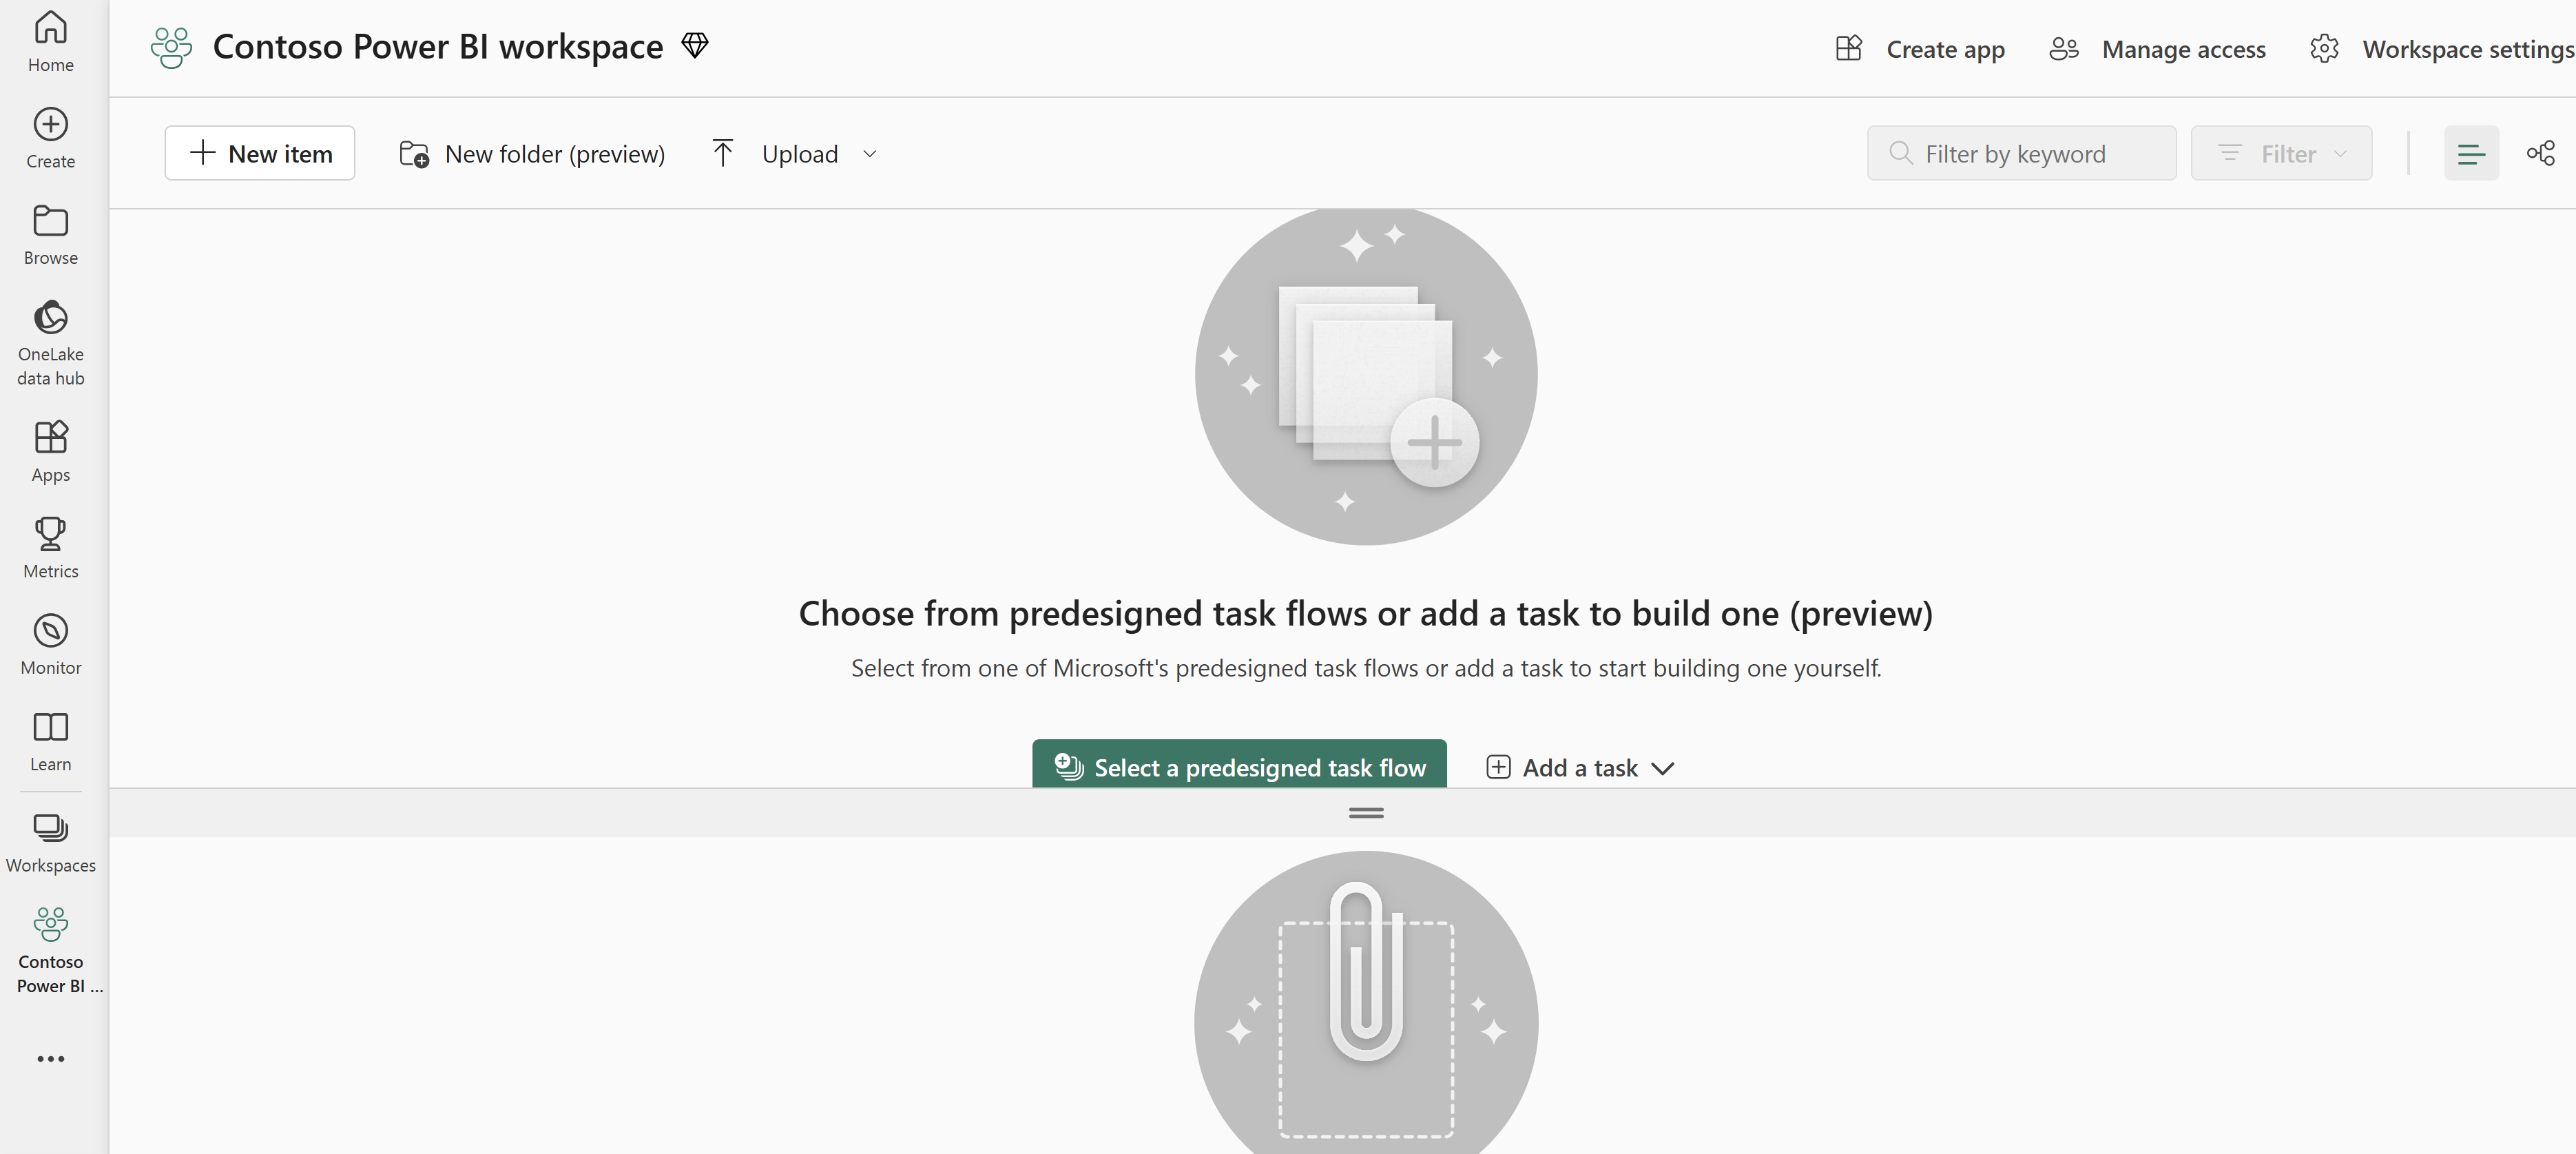 Home
Create
Browse
OneLake
data hub
Apps
Metrics
Monitor
Learn
Workspaces
Contoso
Power BI ...
Contoso Power BI workspace
Create app
Manage access
Workspace settings
New item
New folder (preview)
Upload
Filter by keyword
Filter
Choose from predesigned task flows or add a task to build one (preview)
Select from one of Microsoft's predesigned task flows or add a task to start building one yourself.
Select a predesigned task flow
Add a task